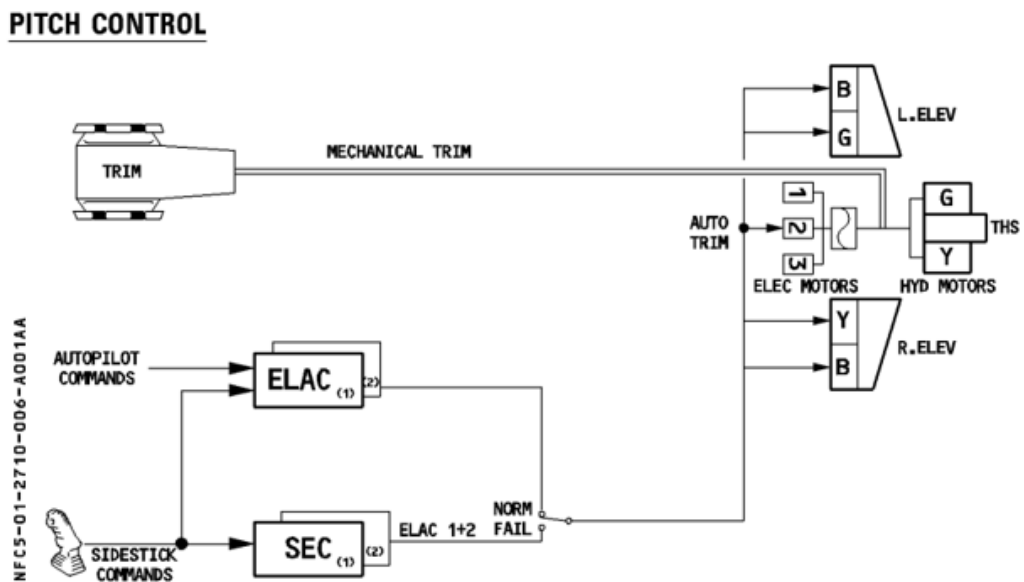 PITCH CONTROL
B
L.ELEV
G
MECHANICAL TRIM
TRIM
1
G
AUTO
TRIM
2
THS
3
Y
ELEC MOTORS
HYD MOTORS
Y
R.ELEV
B
AUTOPILOT
COMMANDS
ELAC (1) (2)
NORM
FAIL
ELAC 1+2
SEC (1) (2)
SIDESTICK
COMMANDS
NFC5-01-2710-006-A001AA